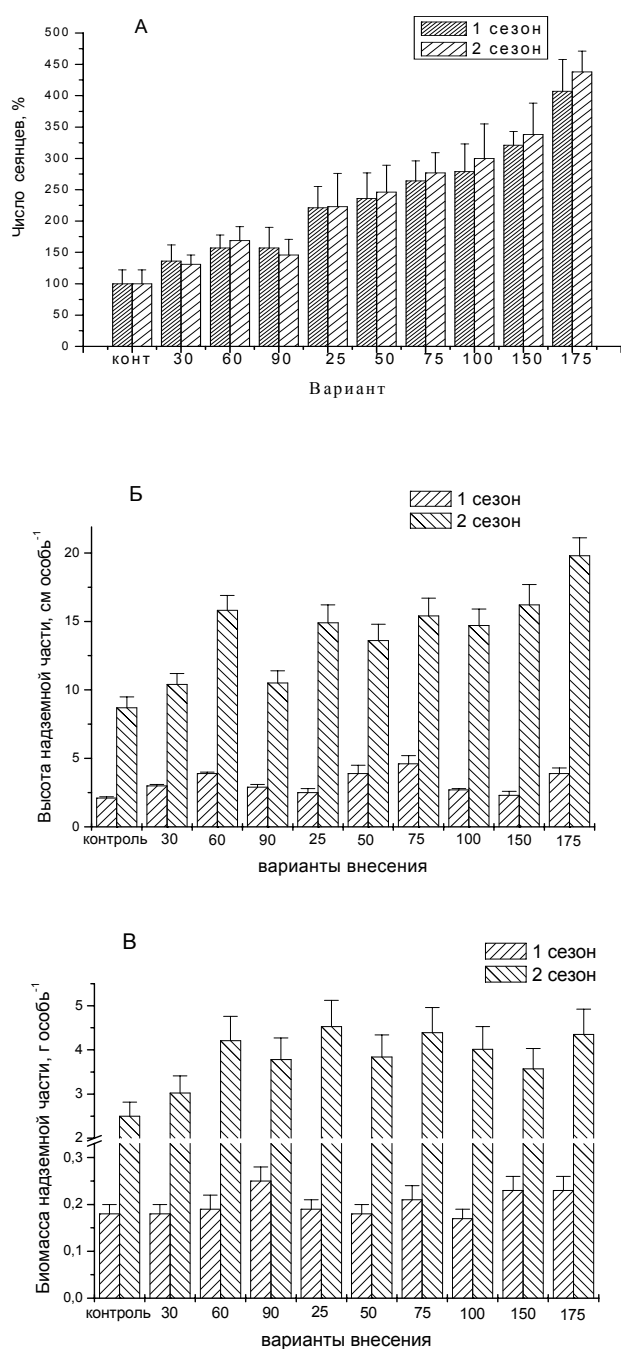 А
1 сезон
2 сезон
500
450
400
350
300
250
200
150
100
50
0
Число сеянцев, %
конт 30 60 90 25 50 75 100 150 175
Вариант
Б
1 сезон
2 сезон
20
15
10
5
0
Высота надземной части, см особь⁻¹
контроль 30 60 90 25 50 75 100 150 175
варианты внесения
В
1 сезон
2 сезон
5
4
3
2
0,3
0,2
0,1
0,0
Биомасса надземной части, г особь⁻¹
контроль 30 60 90 25 50 75 100 150 175
варианты внесения